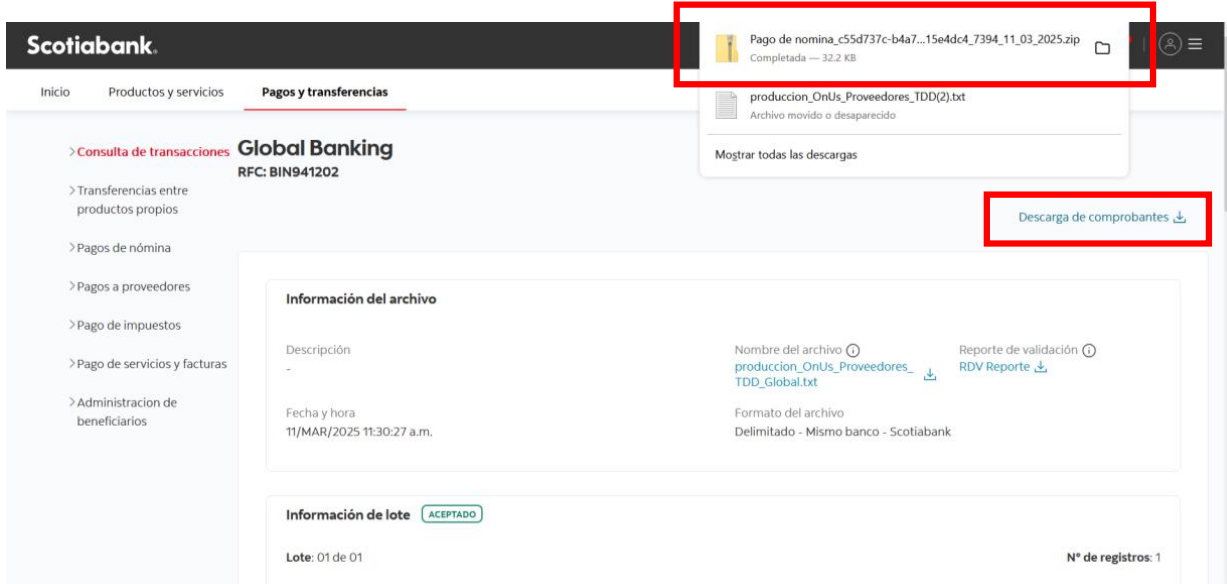 Scotiabank.
Pago de nomina_c55d737c-b4a7...15e4dc4_7394_11_03_2025.zip
Completada — 32.2 KB
produccion_OnUs_Proveedores_TDD(2).txt
Archivo movido o desaparecido
Mostrar todas las descargas
Inicio
Productos y servicios
Pagos y transferencias
Consulta de transacciones
Transferencias entre
productos propios
Pagos de nómina
Pagos a proveedores
Pago de impuestos
Pago de servicios y facturas
Administracion de
beneficiarios
Global Banking
RFC: BIN941202
Descarga de comprobantes
Información del archivo
Descripción
-
Nombre del archivo
produccion_OnUs_Proveedores_
TDD_Global.txt
Reporte de validación
RDV Reporte
Fecha y hora
11/MAR/2025 11:30:27 a.m.
Formato del archivo
Delimitado - Mismo banco - Scotiabank
Información de lote
ACEPTADO
Lote: 01 de 01
N° de registros: 1